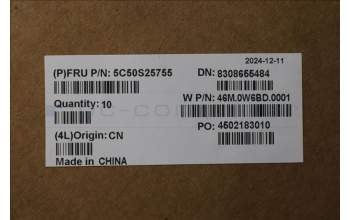 2024-12-11
(P)FRU P/N: 5C50S25755
DN: 8308655484
Quantity: 10
W P/N: 46M.0W6BD.0001
PO: 4502183010
(4L)Origin: CN
Made in CHINA